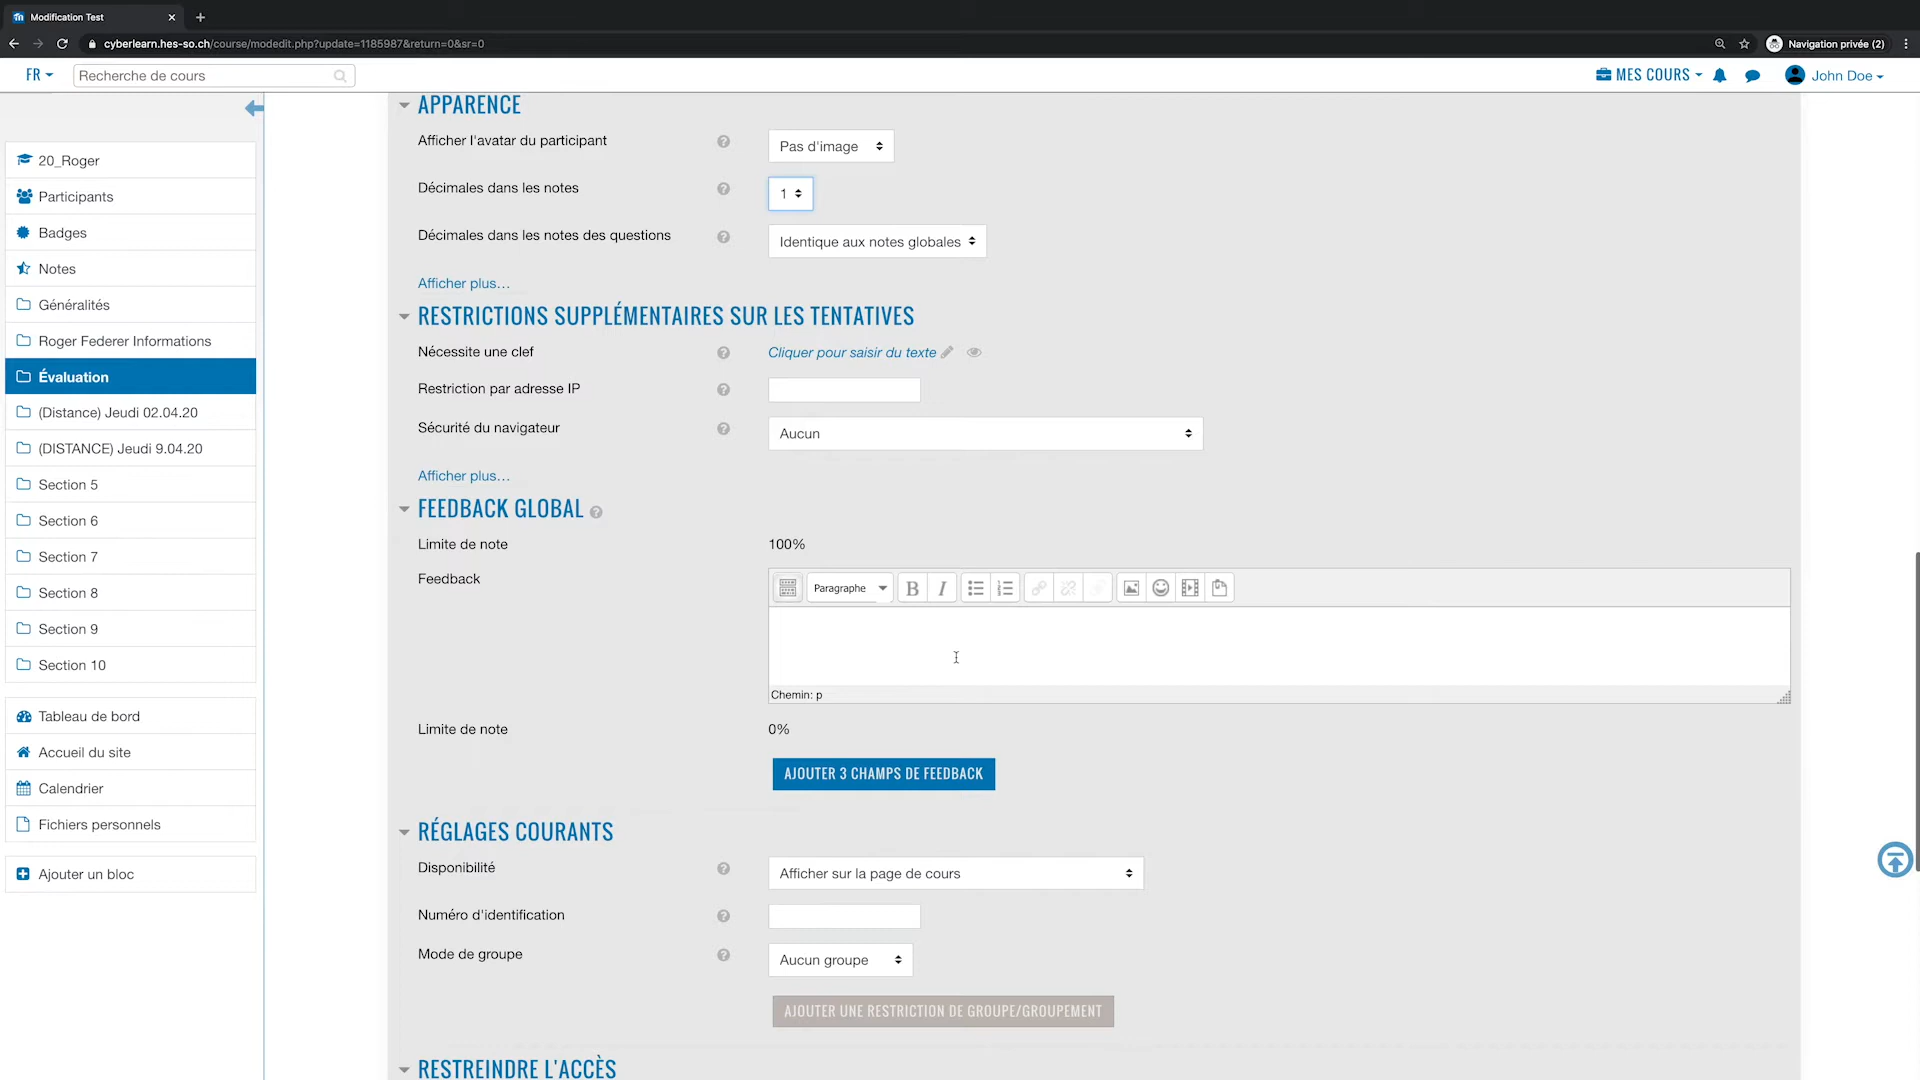 Modification Test
cyberlearn.hes-so.ch/course/modedit.php?update=1185987&return=0&sr=0
Navigation privée (2)
FR
Recherche de cours
MES COURS
John Doe
20_Roger
Participants
Badges
Notes
Généralités
Roger Federer Informations
Évaluation
(Distance) Jeudi 02.04.20
(DISTANCE) Jeudi 9.04.20
Section 5
Section 6
Section 7
Section 8
Section 9
Section 10
Tableau de bord
Accueil du site
Calendrier
Fichiers personnels
Ajouter un bloc
APPARENCE
Afficher l'avatar du participant
Pas d'image
Décimales dans les notes
1
Décimales dans les notes des questions
Identique aux notes globales
Afficher plus…
RESTRICTIONS SUPPLÉMENTAIRES SUR LES TENTATIVES
Nécessite une clef
Cliquer pour saisir du texte
Restriction par adresse IP
Sécurité du navigateur
Aucun
Afficher plus…
FEEDBACK GLOBAL
Limite de note
100%
Feedback
Paragraphe
B I
Chemin: p
Limite de note
0%
AJOUTER 3 CHAMPS DE FEEDBACK
RÉGLAGES COURANTS
Disponibilité
Afficher sur la page de cours
Numéro d'identification
Mode de groupe
Aucun groupe
AJOUTER UNE RESTRICTION DE GROUPE/GROUPEMENT
RESTREINDRE L'ACCÈS